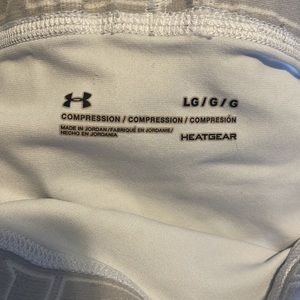 LG / G / G
COMPRESSION / COMPRESSION / COMPRESIÓN
MADE IN JORDAN / FABRIQUÉ EN JORDANIE /
HECHO EN JORDANIA
HEATGEAR